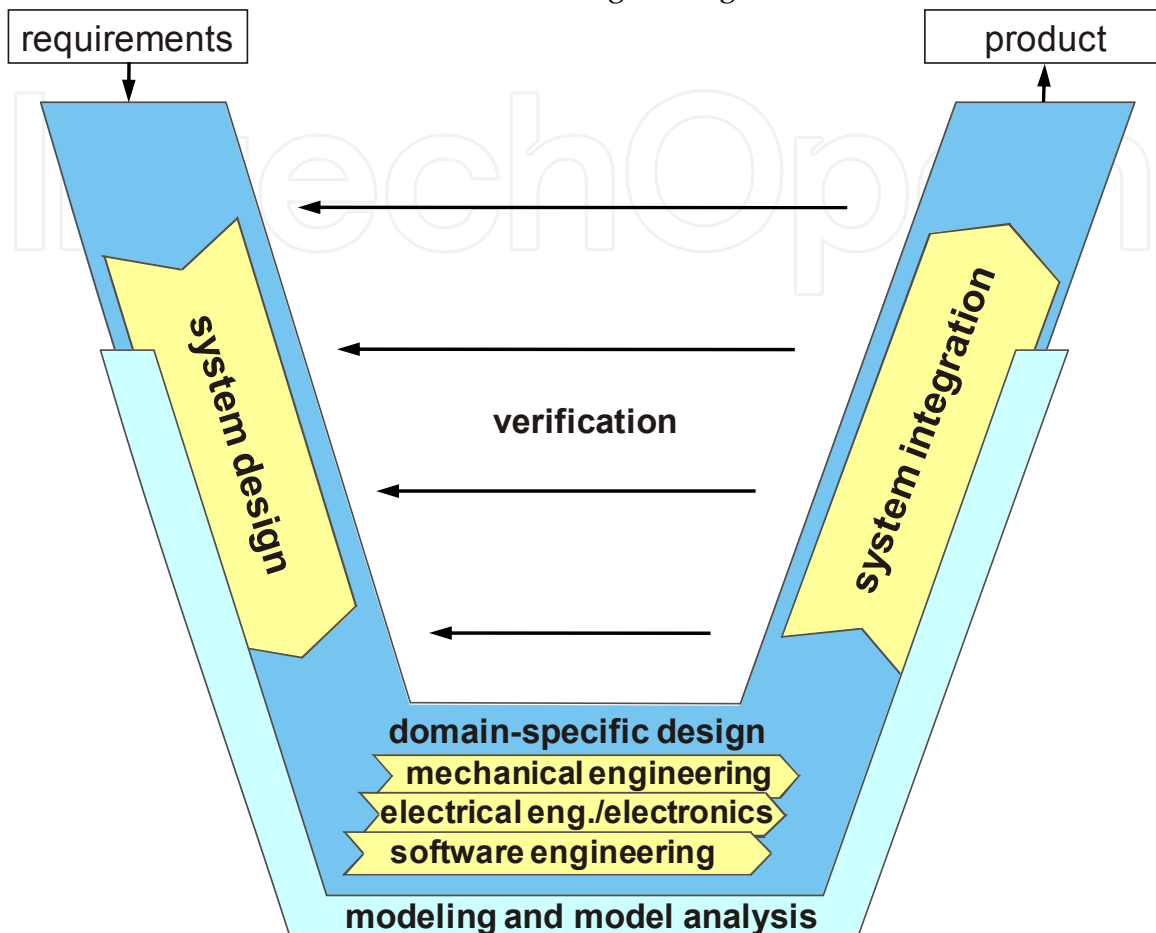 requirements
product
IntechOpen
system design
verification
system integration
domain-specific design
mechanical engineering
electrical eng./electronics
software engineering
modeling and model analysis